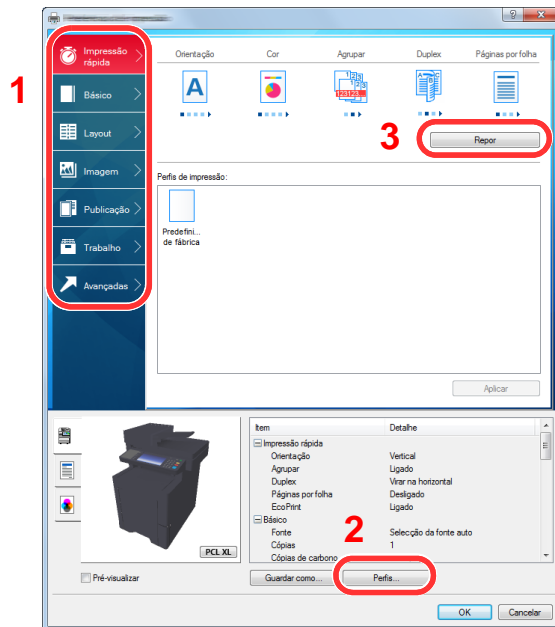 1
Impressão
rápida
Básico
Layout
Imagem
Publicação
Trabalho
Avançadas
Orientação Cor Agrupar Duplex Páginas por folha
A
123
123123...
A B C
3
Repor
Perfis de impressão:
Predefini...
de fábrica
Aplicar
PCL XL
Pré-visualizar
Item Detalhe
Impressão rápida
Orientação Vertical
Agrupar Ligado
Duplex Virar na horizontal
Páginas por folha Desligado
EcoPrint Ligado
Básico
Fonte Selecção da fonte auto
Cópias 1
Cópias de carbono
2
Guardar como... Perfis...
OK Cancelar